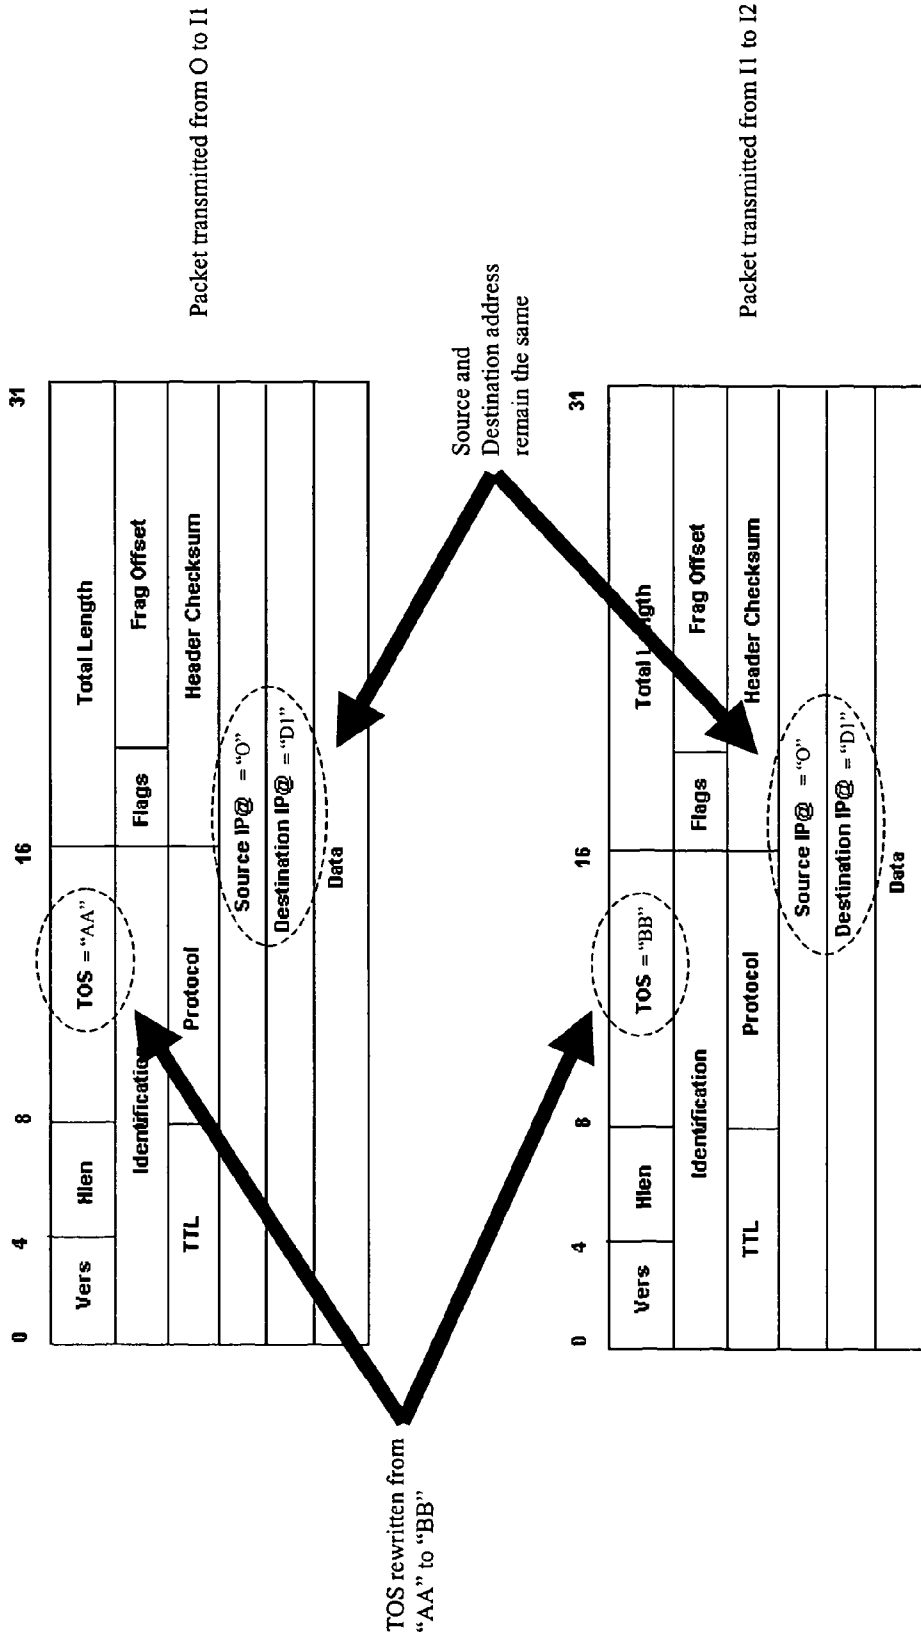 0 4 8 16 31
Vers Hlen TOS = “AA” Total Length
Identification Flags Frag Offset
TTL Protocol Header Checksum
Source IP@ = “O”
Destination IP@ = “D1”
Data
Packet transmitted from O to I1
TOS rewritten from
“AA” to “BB”
Source and
Destination address
remain the same
0 4 8 16 31
Vers Hlen TOS = “BB” Total Length
Identification Flags Frag Offset
TTL Protocol Header Checksum
Source IP@ = “O”
Destination IP@ = “D1”
Data
Packet transmitted from I1 to I2